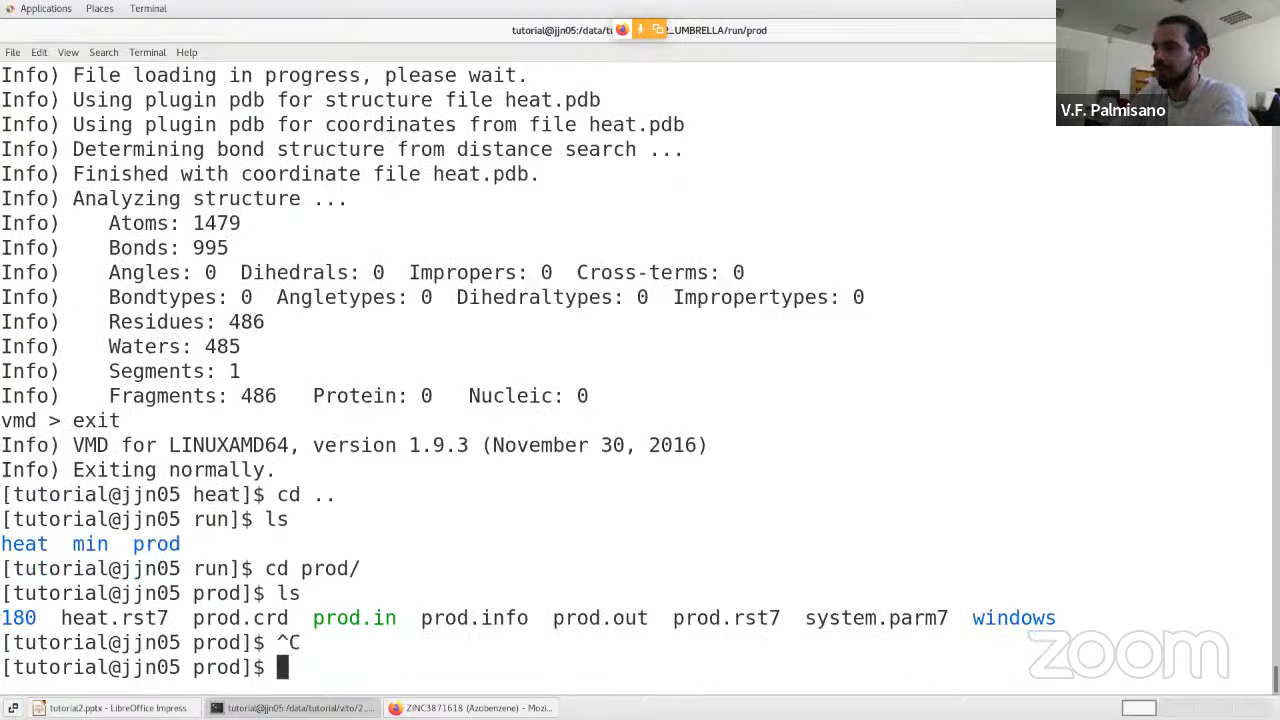 Applications Places Terminal
tutorial@jjn05:/data/tu 2_UMBRELLA/run/prod
File Edit View Search Terminal Help
Info) File loading in progress, please wait.
Info) Using plugin pdb for structure file heat.pdb
Info) Using plugin pdb for coordinates from file heat.pdb
Info) Determining bond structure from distance search ...
Info) Finished with coordinate file heat.pdb.
Info) Analyzing structure ...
Info) Atoms: 1479
Info) Bonds: 995
Info) Angles: 0 Dihedrals: 0 Impropers: 0 Cross-terms: 0
Info) Bondtypes: 0 Angletypes: 0 Dihedraltypes: 0 Impropertypes: 0
Info) Residues: 486
Info) Waters: 485
Info) Segments: 1
Info) Fragments: 486 Protein: 0 Nucleic: 0
vmd > exit
Info) VMD for LINUXAMD64, version 1.9.3 (November 30, 2016)
Info) Exiting normally.
[tutorial@jjn05 heat]$ cd ..
[tutorial@jjn05 run]$ ls
heat min prod
[tutorial@jjn05 run]$ cd prod/
[tutorial@jjn05 prod]$ ls
180 heat.rst7 prod.crd prod.in prod.info prod.out prod.rst7 system.parm7 windows
[tutorial@jjn05 prod]$ ^C
[tutorial@jjn05 prod]$
V.F. Palmisano
zoom
tutorial2.pptx - LibreOffice Impress
tutorial@jjn05:/data/tutorial/vito/2_...
ZINC3871618 (Azobenzene) - Mozi...